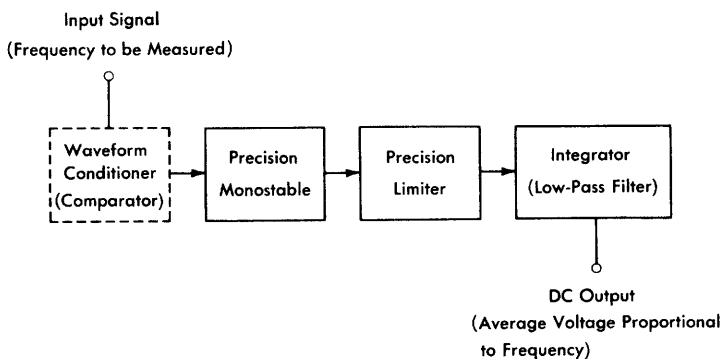 Input Signal
(Frequency to be Measured)
Waveform
Conditioner
(Comparator)
Precision
Monostable
Precision
Limiter
Integrator
(Low-Pass Filter)
DC Output
(Average Voltage Proportional
to Frequency)